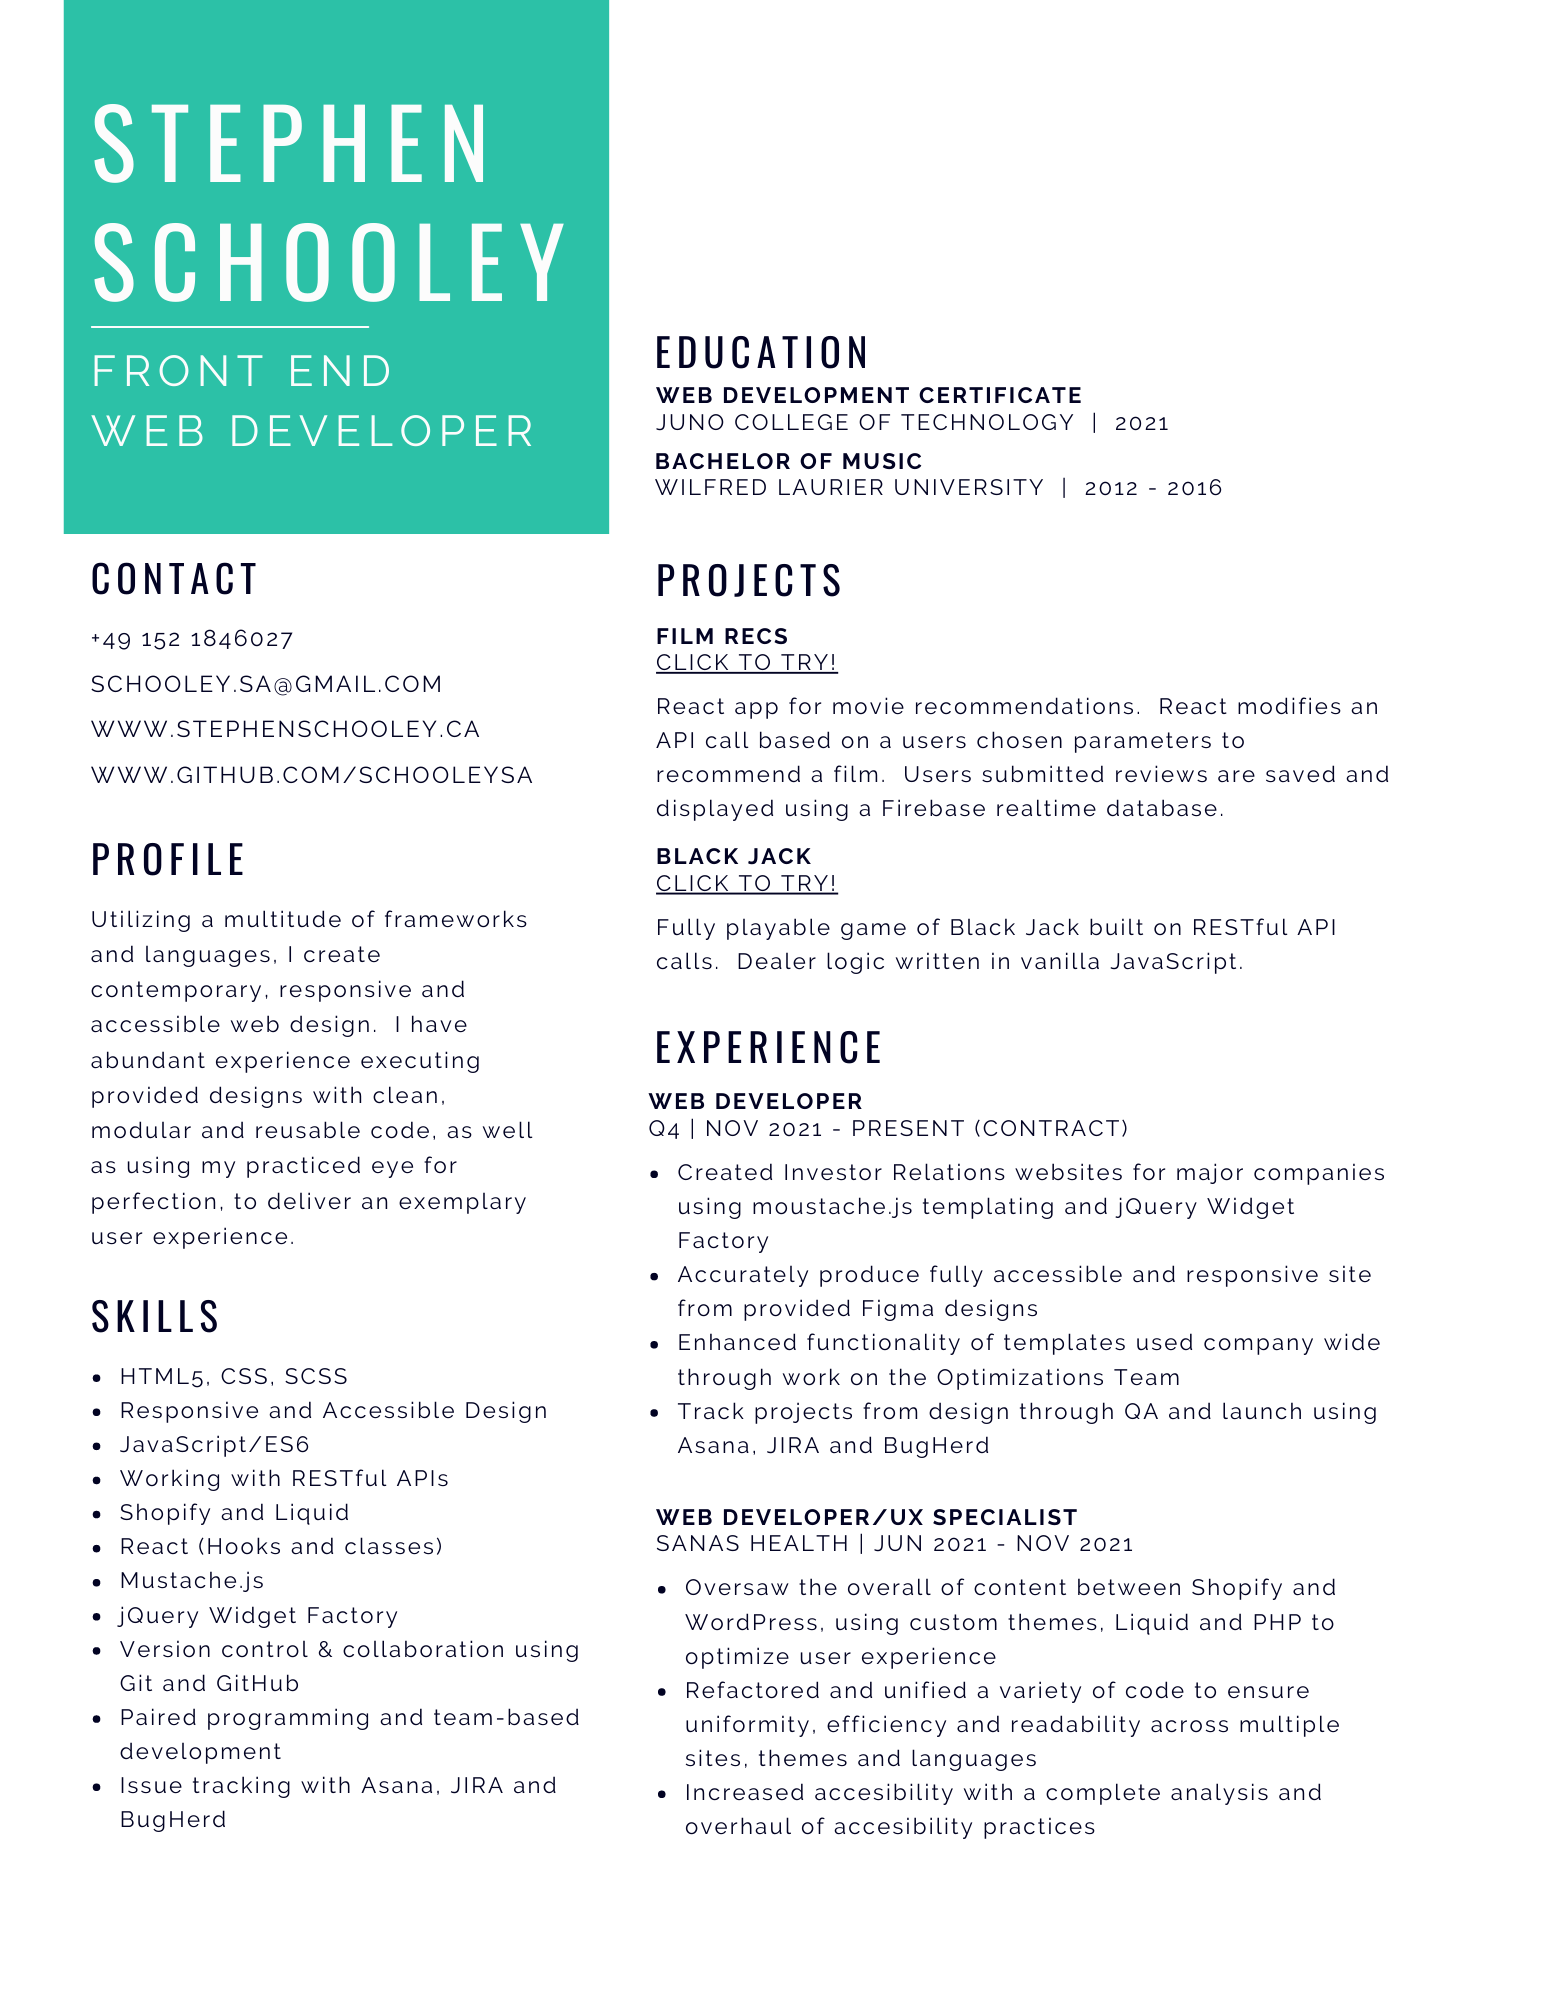 STEPHEN
SCHOOLEY
FRONT END
WEB DEVELOPER
CONTACT
+49 152 1846027
SCHOOLEY.SA@GMAIL.COM
WWW.STEPHENSCHOOLEY.CA
WWW.GITHUB.COM/SCHOOLEYSA
PROFILE
Utilizing a multitude of frameworks
and languages, I create
contemporary, responsive and
accessible web design.  I have
abundant experience executing
provided designs with clean,
modular and reusable code, as well
as using my practiced eye for
perfection, to deliver an exemplary
user experience.
SKILLS
• HTML5, CSS, SCSS
• Responsive and Accessible Design
• JavaScript/ES6
• Working with RESTful APIs
• Shopify and Liquid
• React (Hooks and classes)
• Mustache.js
• jQuery Widget Factory
• Version control & collaboration using
Git and GitHub
• Paired programming and team-based
development
• Issue tracking with Asana, JIRA and
BugHerd
EDUCATION
WEB DEVELOPMENT CERTIFICATE
JUNO COLLEGE OF TECHNOLOGY | 2021
BACHELOR OF MUSIC
WILFRED LAURIER UNIVERSITY | 2012 - 2016
PROJECTS
FILM RECS
CLICK TO TRY!
React app for movie recommendations.  React modifies an
API call based on a users chosen parameters to
recommend a film.  Users submitted reviews are saved and
displayed using a Firebase realtime database.
BLACK JACK
CLICK TO TRY!
Fully playable game of Black Jack built on RESTful API
calls.  Dealer logic written in vanilla JavaScript.
EXPERIENCE
WEB DEVELOPER
Q4 | NOV 2021 - PRESENT (CONTRACT)
• Created Investor Relations websites for major companies
using moustache.js templating and jQuery Widget
Factory
• Accurately produce fully accessible and responsive site
from provided Figma designs
• Enhanced functionality of templates used company wide
through work on the Optimizations Team
• Track projects from design through QA and launch using
Asana, JIRA and BugHerd
WEB DEVELOPER/UX SPECIALIST
SANAS HEALTH | JUN 2021 - NOV 2021
• Oversaw the overall of content between Shopify and
WordPress, using custom themes, Liquid and PHP to
optimize user experience
• Refactored and unified a variety of code to ensure
uniformity, efficiency and readability across multiple
sites, themes and languages
• Increased accesibility with a complete analysis and
overhaul of accesibility practices